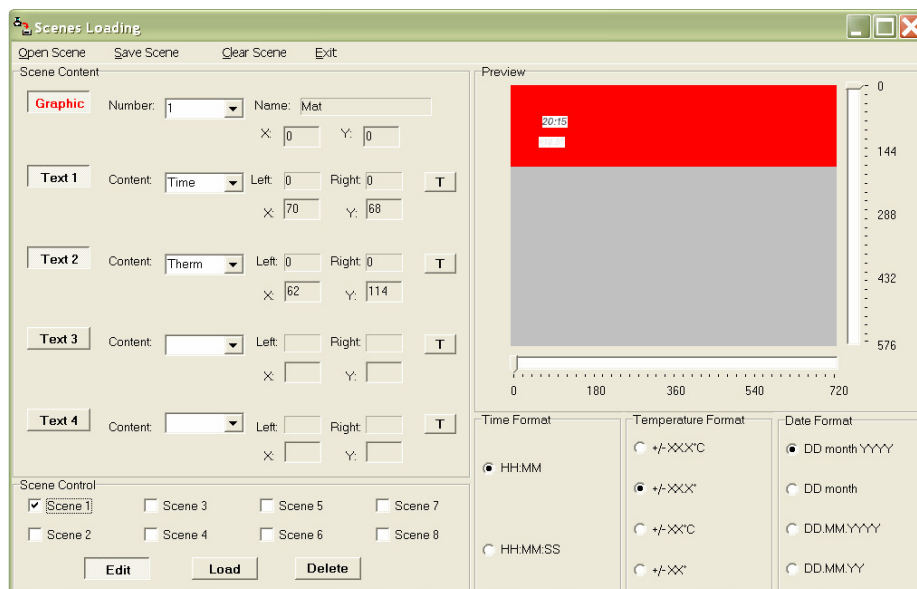 Scenes Loading
Open Scene Save Scene Clear Scene Exit
Scene Content
Graphic Number: 1 Name: Mat
X: 0 Y: 0
Text 1 Content: Time Left: 0 Right: 0 T
X: 70 Y: 68
Text 2 Content: Therm Left: 0 Right: 0 T
X: 62 Y: 114
Text 3 Content: Left: Right: T
X: Y:
Text 4 Content: Left: Right: T
X: Y:
Scene Control
Scene 1 Scene 3 Scene 5 Scene 7
Scene 2 Scene 4 Scene 6 Scene 8
Edit Load Delete
Preview
20:15
0
144
288
432
576
0 180 360 540 720
Time Format
HH:MM
HH:MM:SS
Temperature Format
+/-XX.X°C
+/-XX.X°
+/-XX°C
+/-XX°
Date Format
DD month YYYY
DD month
DD.MM.YYYY
DD.MM.YY